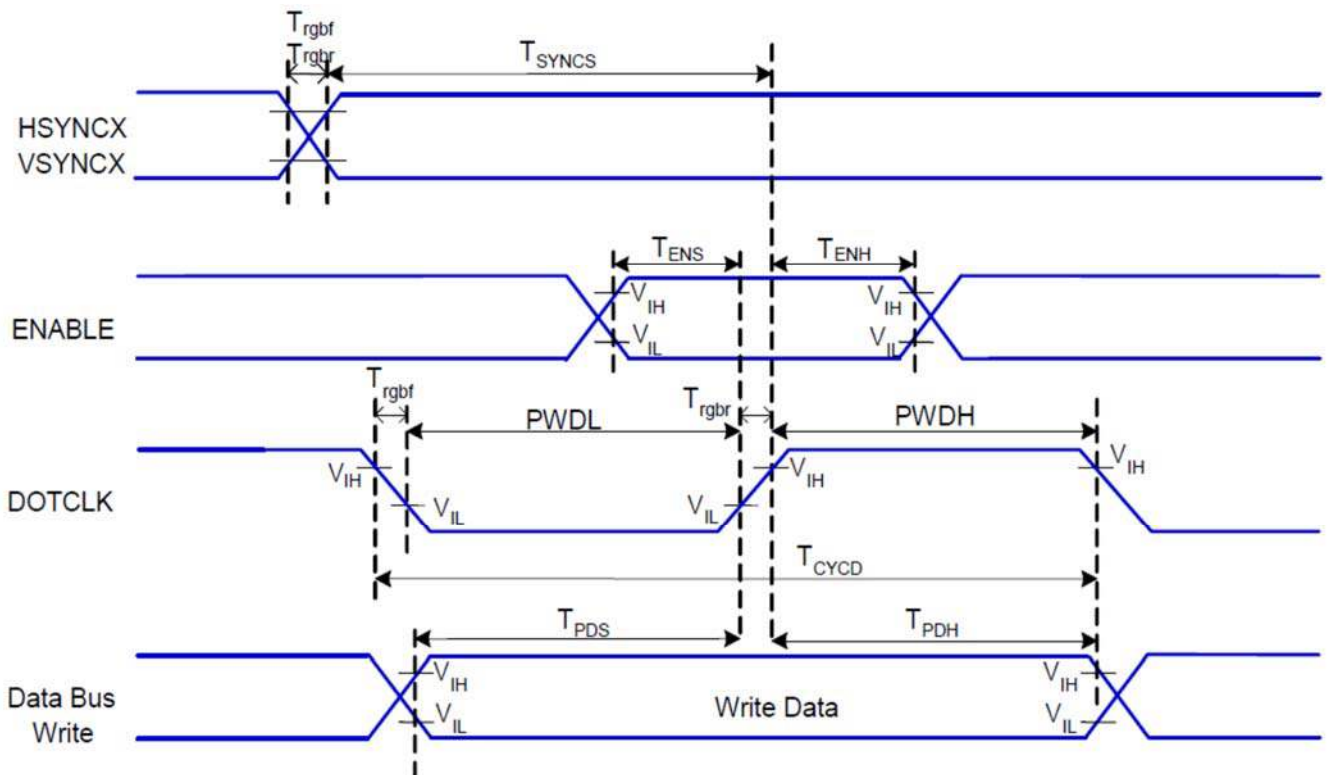 Trgbf
Trgbr
TSYNCS
HSYNCX
VSYNCX
TENS
TENH
VIH
VIH
VIL
VIL
ENABLE
Trgbf
PWDL
Trgbr
PWDH
VIH
VIH
VIH
DOTCLK
VIL
VIL
TCYCD
TPDS
TPDH
VIH
VIH
Data Bus
Write
Write Data
VIL
VIL